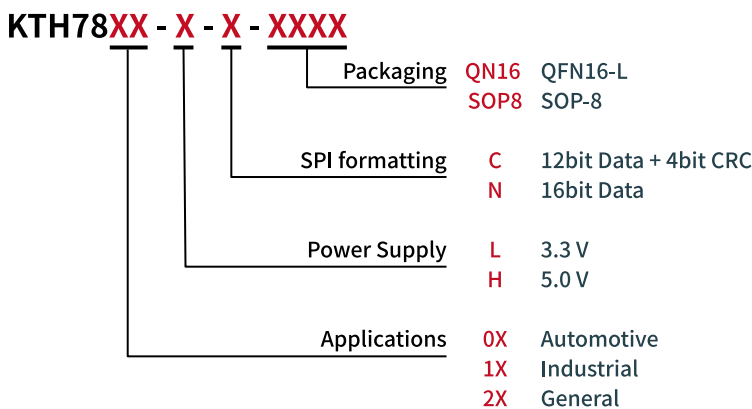 KTH78XX - X - X - XXXX
Packaging QN16 QFN16-L
SOP8 SOP-8
SPI formatting C 12bit Data + 4bit CRC
N 16bit Data
Power Supply L 3.3 V
H 5.0 V
Applications 0X Automotive
1X Industrial
2X General